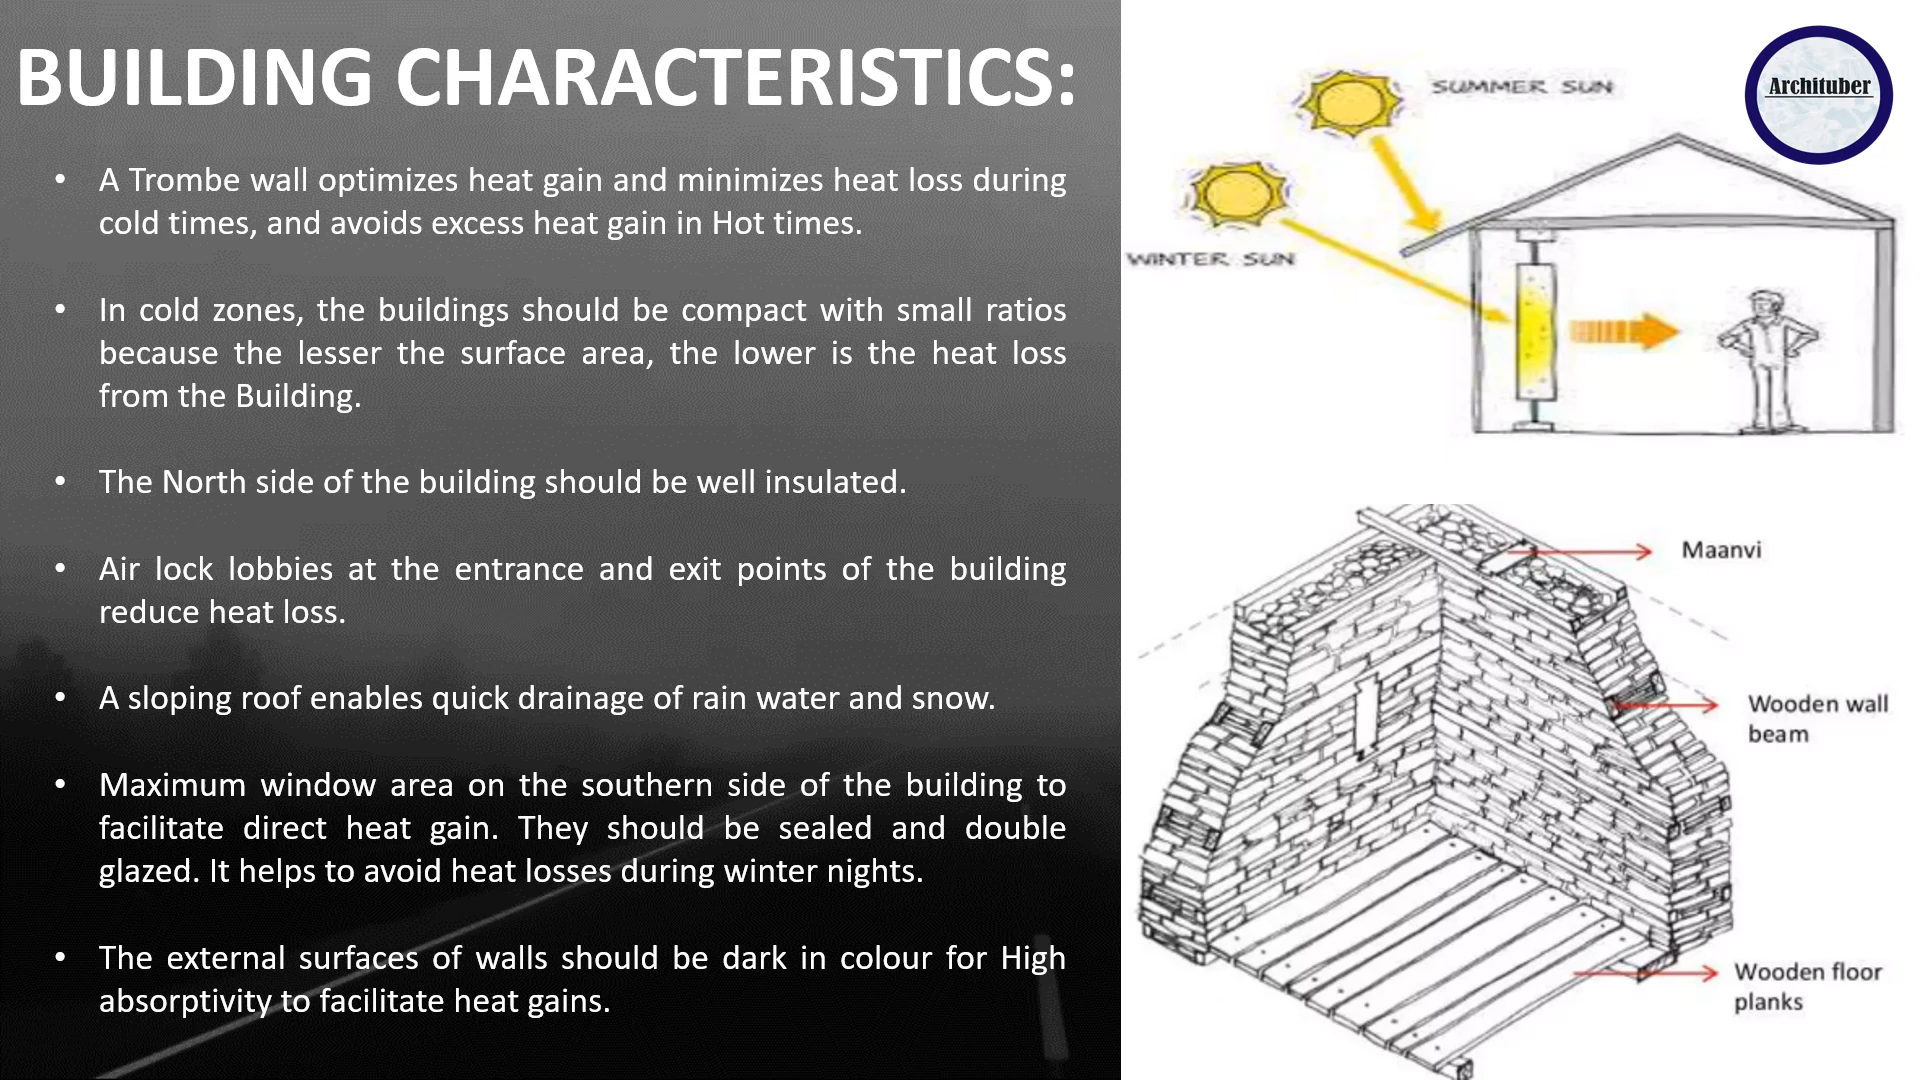 BUILDING CHARACTERISTICS:
• A Trombe wall optimizes heat gain and minimizes heat loss during
cold times, and avoids excess heat gain in Hot times.
• In cold zones, the buildings should be compact with small ratios
because the lesser the surface area, the lower is the heat loss
from the Building.
• The North side of the building should be well insulated.
• Air lock lobbies at the entrance and exit points of the building
reduce heat loss.
• A sloping roof enables quick drainage of rain water and snow.
• Maximum window area on the southern side of the building to
facilitate direct heat gain. They should be sealed and double
glazed. It helps to avoid heat losses during winter nights.
• The external surfaces of walls should be dark in colour for High
absorptivity to facilitate heat gains.
SUMMER SUN
Archituber
WINTER SUN
Maanvi
Wooden wall
beam
Wooden floor
planks